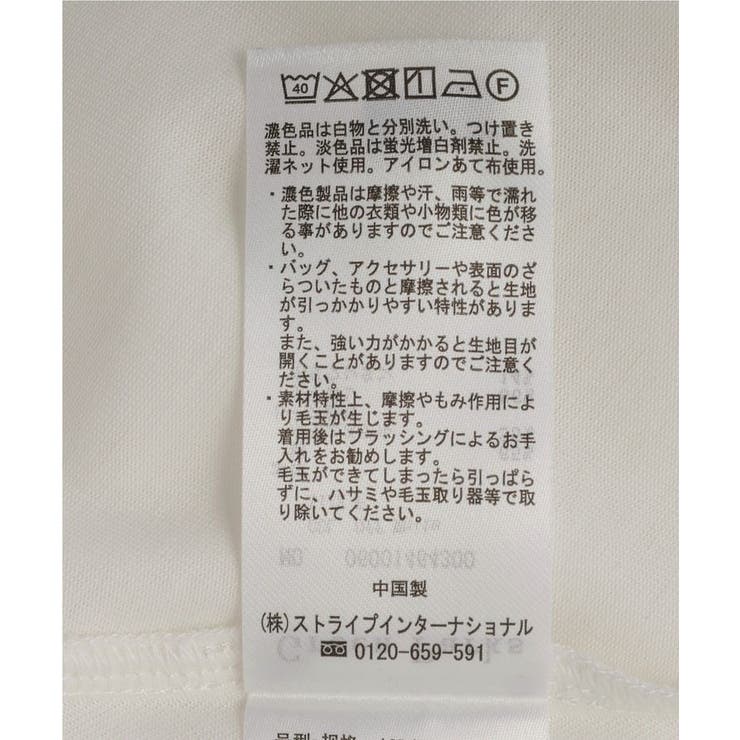 40 F
濃色品は白物と分別洗い。つけ置き
禁止。淡色品は蛍光増白剤禁止。洗
濯ネット使用。アイロンあて布使用。
・濃色製品は摩擦や汗、雨等で濡れ
た際に他の衣類や小物類に色が移
る事がありますのでご注意くださ
い。
・バッグ、アクセサリーや表面のざ
らついたものと摩擦されると生地
が引っかかりやすい特性がありま
す。
また、強い力がかかると生地目が
開くことがありますのでご注意く
ださい。
・素材特性上、摩擦やもみ作用によ
り毛玉が生じます。
着用後はブラッシングによるお手
入れをお勧めします。
毛玉ができてしまったら引っぱら
ずに、ハサミや毛玉取り器等で取
り除いてください。
中国製
(株)ストライプインターナショナル
0120-659-591